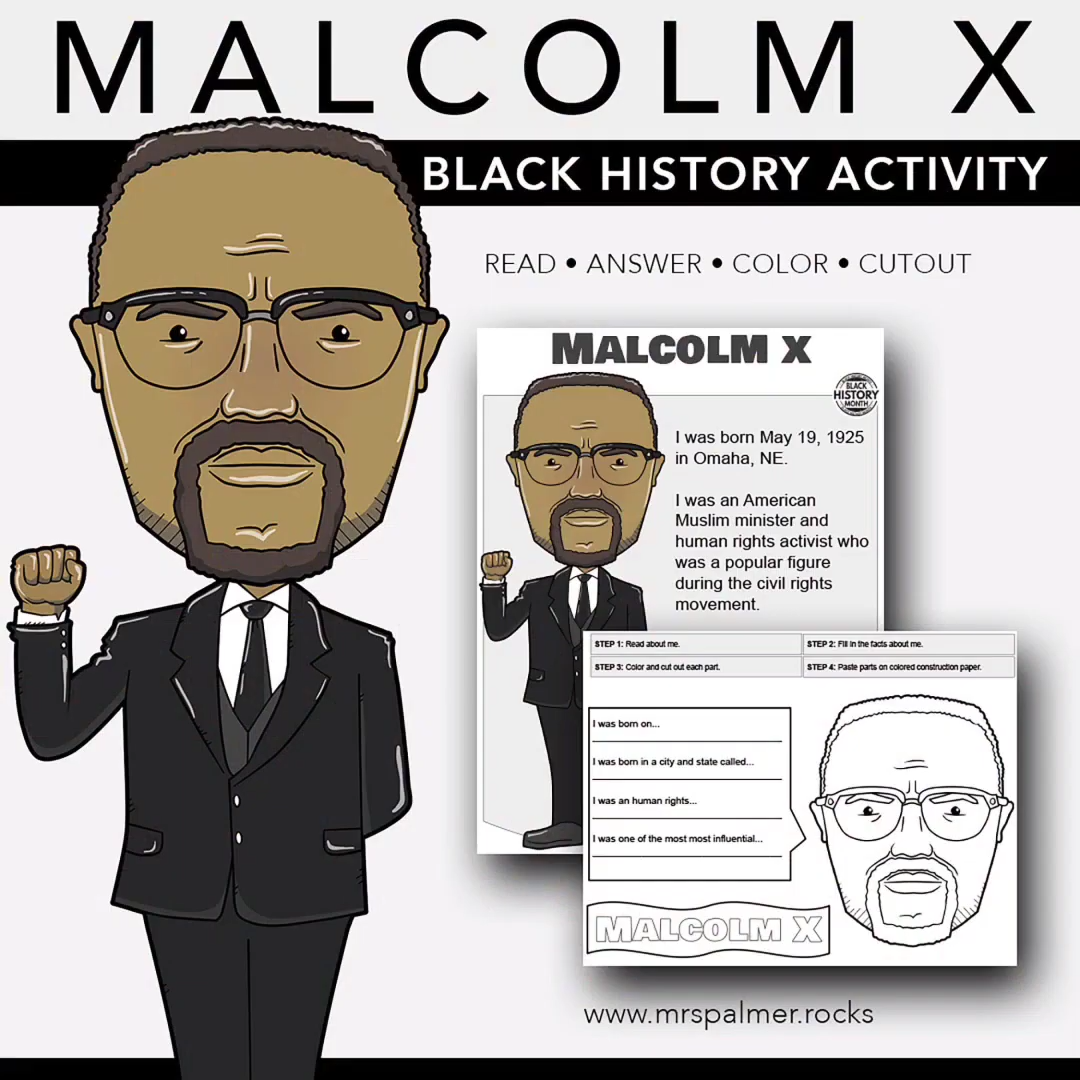 MALCOLM X
BLACK HISTORY ACTIVITY
READ • ANSWER • COLOR • CUTOUT
MALCOLM X
BLACK
HISTORY
MONTH
I was born May 19, 1925
in Omaha, NE.
I was an American
Muslim minister and
human rights activist who
was a popular figure
during the civil rights
movement.
STEP 1: Read about me.
STEP 2: Fill in the facts about me.
STEP 3: Color and cut out each part.
STEP 4: Paste parts on colored construction paper.
I was born on...
I was born in a city and state called...
I was an human rights...
I was one of the most most influential...
MALCOLM X
www.mrspalmer.rocks